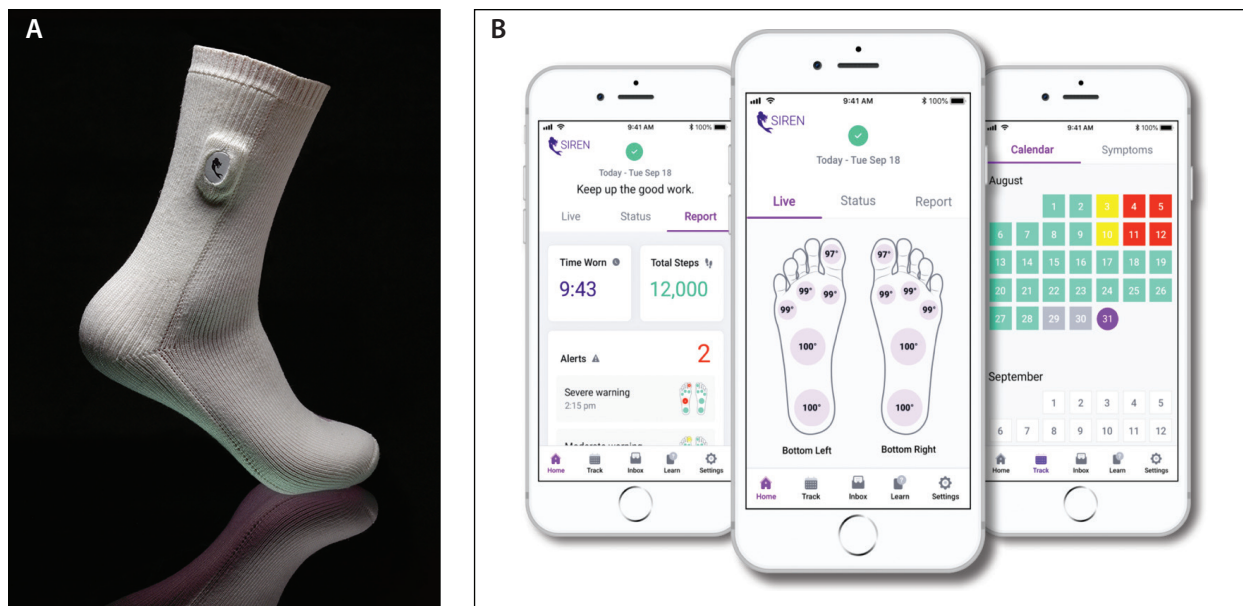 A
B
9:41 AM
100%
SIREN
Today - Tue Sep 18
Keep up the good work.
Live Status Report
Time Worn
9:43
Total Steps
12,000
Alerts
2
Severe warning
2:15 pm
Moderate warning
Home Track Inbox Learn Settings
9:41 AM
100%
SIREN
Today - Tue Sep 18
Live Status Report
97° 97°
99° 99° 99° 99°
99° 99°
100° 100°
100° 100°
Bottom Left Bottom Right
Home Track Inbox Learn Settings
9:41 AM
100%
Calendar Symptoms
August
1 2 3 4 5
6 7 8 9 10 11 12
13 14 15 16 17 18 19
20 21 22 23 24 25 26
27 28 29 30 31
September
1 2 3 4 5
6 7 8 9 10 11 12
Home Track Inbox Learn Settings